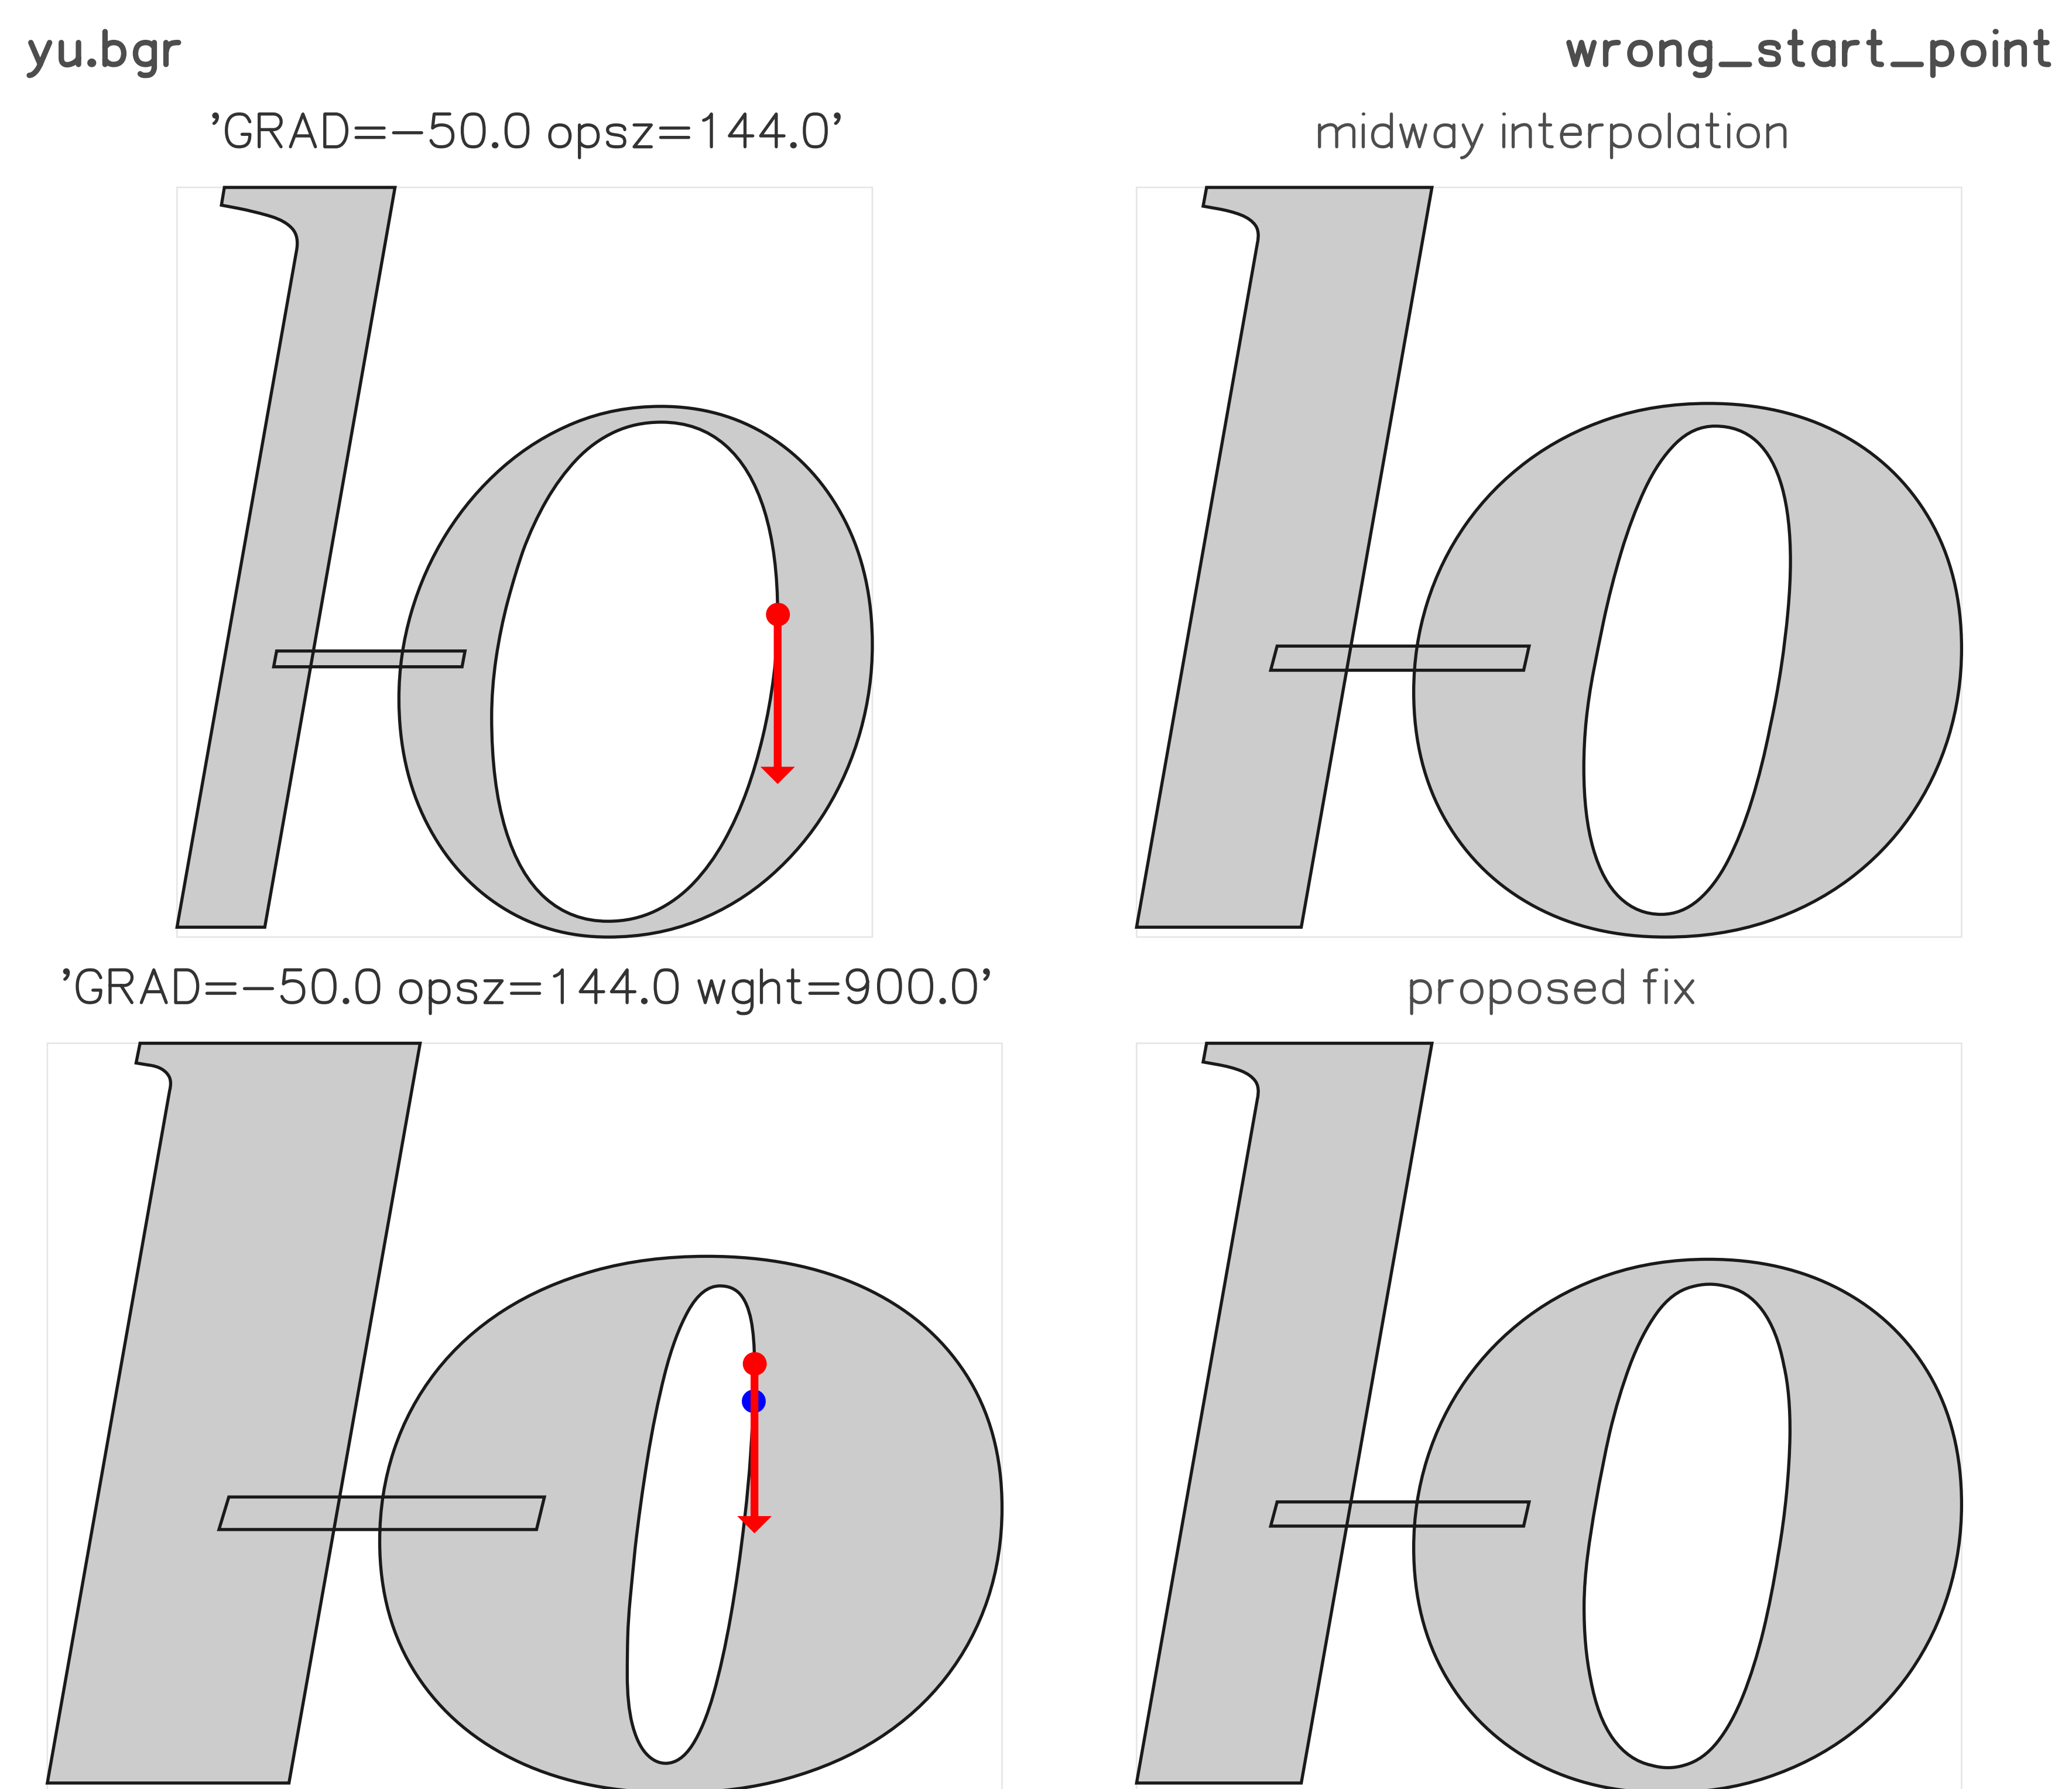 yu.bgr
wrong_start_point
’GRAD=−50.0 opsz=144.0’
midway interpolation
’GRAD=−50.0 opsz=144.0 wght=900.0’
proposed fix
ю
ю
ю
ю